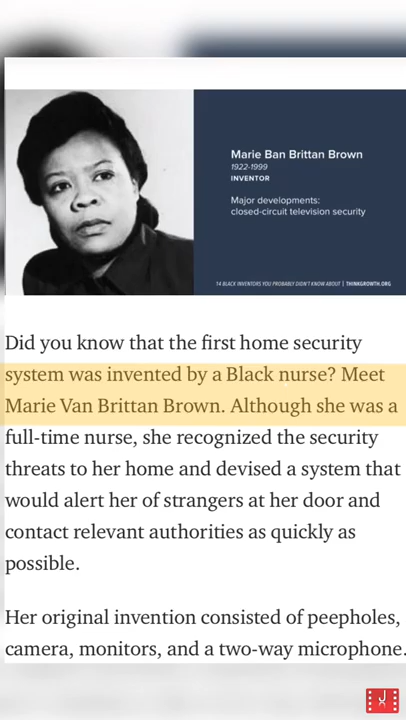 Marie Ban Brittan Brown
1922-1999
INVENTOR
Major developments:
closed-circuit television security
14 BLACK INVENTORS YOU PROBABLY DIDN'T KNOW ABOUT | THINKGROWTH.ORG
Did you know that the first home security
system was invented by a Black nurse? Meet
Marie Van Brittan Brown. Although she was a
full-time nurse, she recognized the security
threats to her home and devised a system that
would alert her of strangers at her door and
contact relevant authorities as quickly as
possible.
Her original invention consisted of peepholes,
camera, monitors, and a two-way microphone.
J